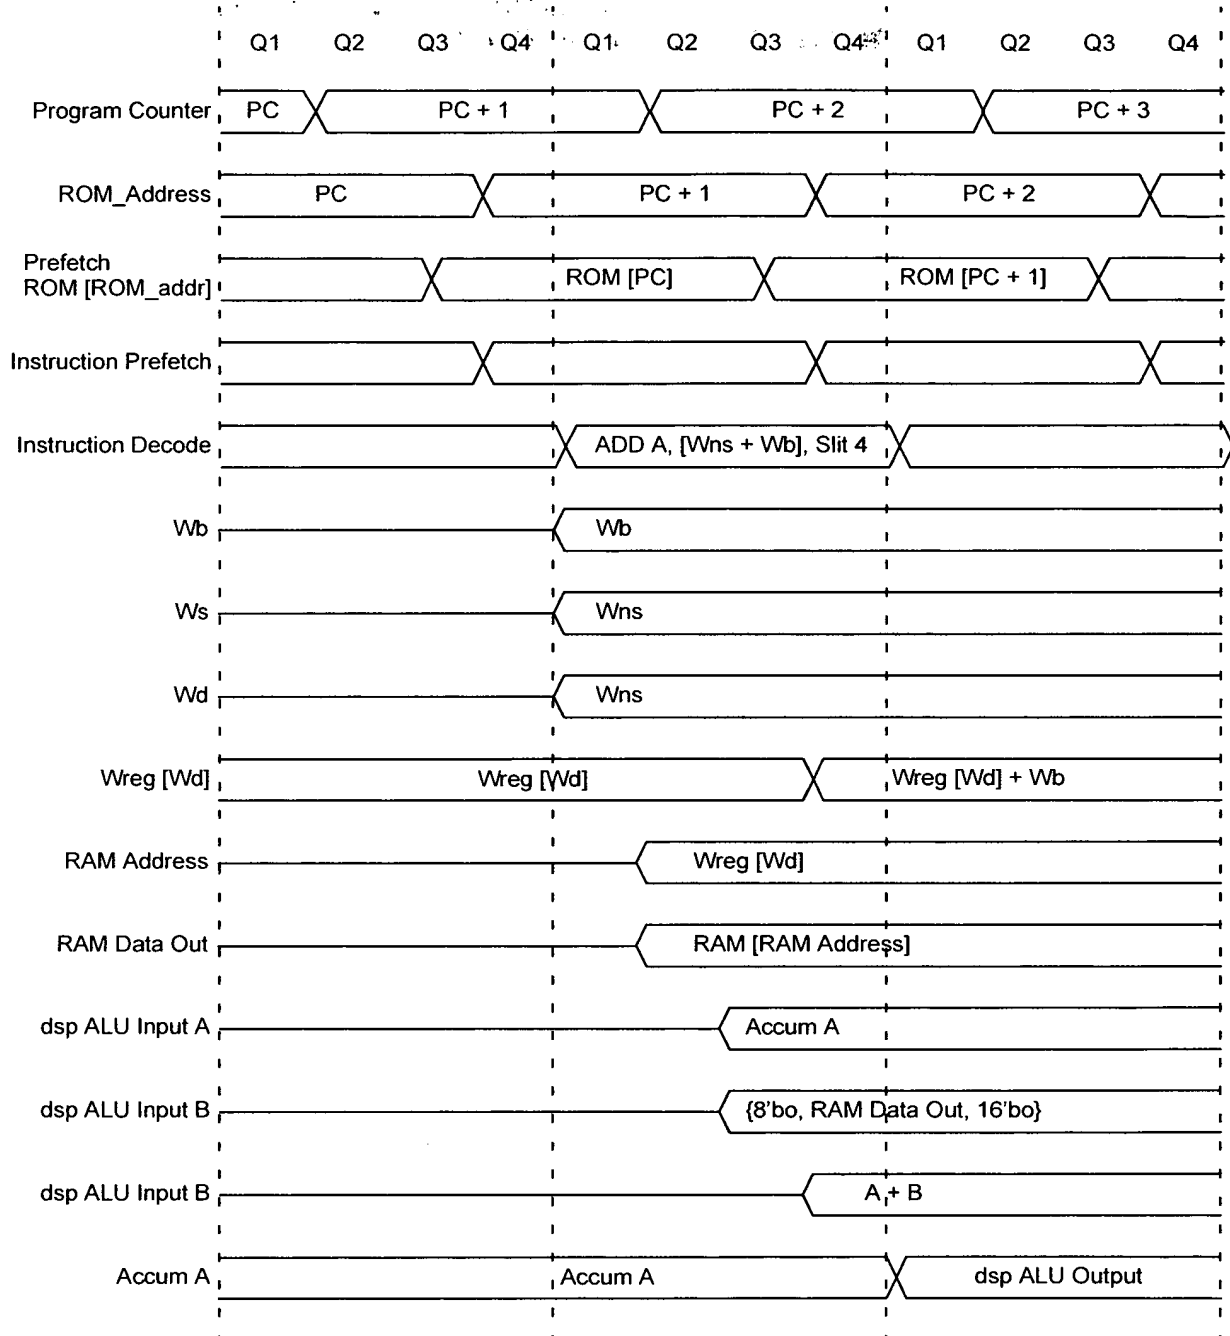 Q1 Q2 Q3 Q4 Q1 Q2 Q3 Q4 Q1 Q2 Q3 Q4
Program Counter PC PC + 1 PC + 2 PC + 3
ROM_Address PC PC + 1 PC + 2
Prefetch
ROM [ROM_addr] ROM [PC] ROM [PC + 1]
Instruction Prefetch
Instruction Decode ADD A, [Wns + Wb], Slit 4
Wb Wb
Ws Wns
Wd Wns
Wreg [Wd] Wreg [Wd] Wreg [Wd] + Wb
RAM Address Wreg [Wd]
RAM Data Out RAM [RAM Address]
dsp ALU Input A Accum A
dsp ALU Input B {8'bo, RAM Data Out, 16'bo}
dsp ALU Input B A + B
Accum A Accum A dsp ALU Output